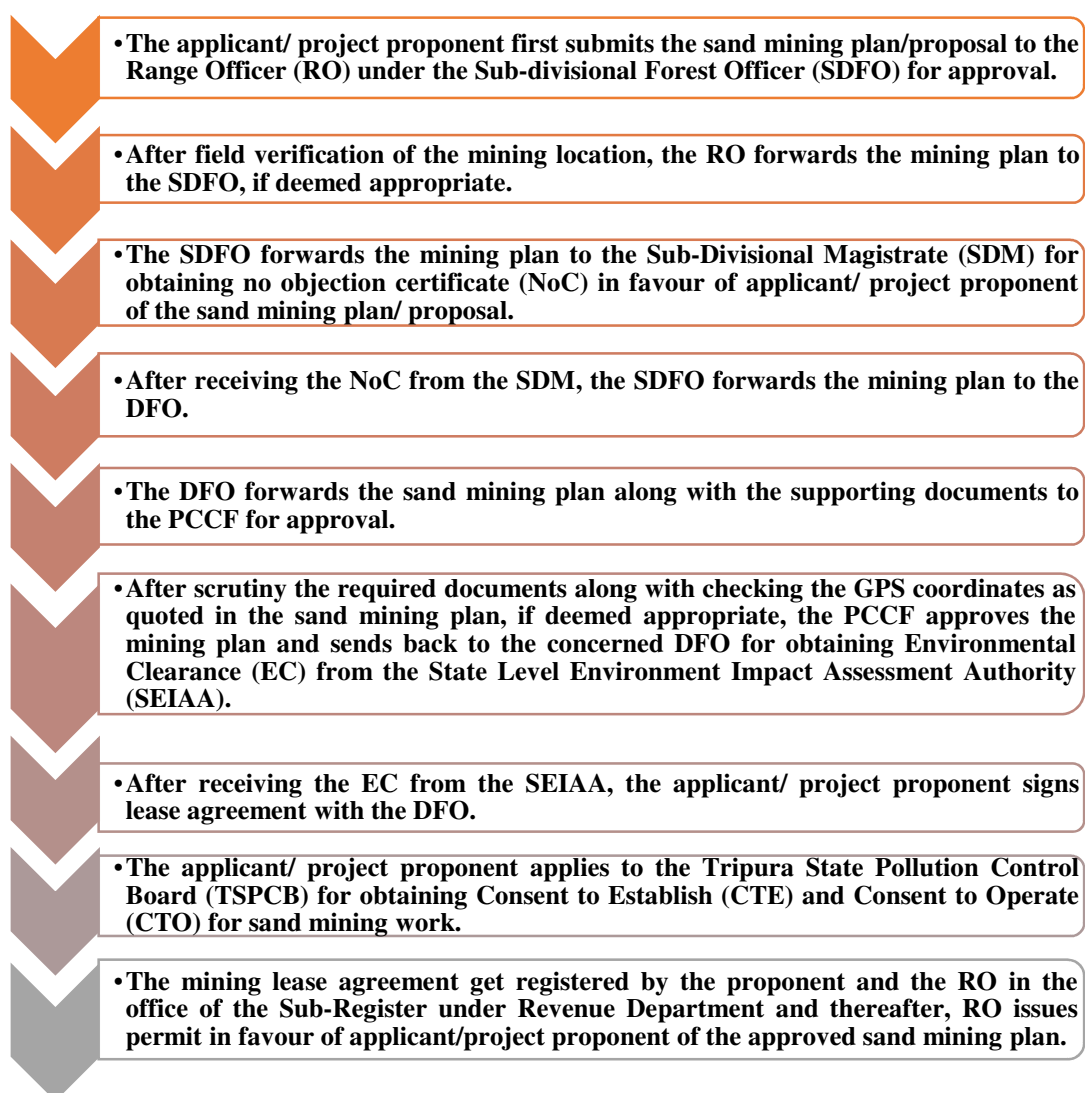 •The applicant/ project proponent first submits the sand mining plan/proposal to the
Range Officer (RO) under the Sub-divisional Forest Officer (SDFO) for approval.
•After field verification of the mining location, the RO forwards the mining plan to
the SDFO, if deemed appropriate.
•The SDFO forwards the mining plan to the Sub-Divisional Magistrate (SDM) for
obtaining no objection certificate (NoC) in favour of applicant/ project proponent
of the sand mining plan/ proposal.
•After receiving the NoC from the SDM, the SDFO forwards the mining plan to the
DFO.
•The DFO forwards the sand mining plan along with the supporting documents to
the PCCF for approval.
•After scrutiny the required documents along with checking the GPS coordinates as
quoted in the sand mining plan, if deemed appropriate, the PCCF approves the
mining plan and sends back to the concerned DFO for obtaining Environmental
Clearance (EC) from the State Level Environment Impact Assessment Authority
(SEIAA).
•After receiving the EC from the SEIAA, the applicant/ project proponent signs
lease agreement with the DFO.
•The applicant/ project proponent applies to the Tripura State Pollution Control
Board (TSPCB) for obtaining Consent to Establish (CTE) and Consent to Operate
(CTO) for sand mining work.
•The mining lease agreement get registered by the proponent and the RO in the
office of the Sub-Register under Revenue Department and thereafter, RO issues
permit in favour of applicant/project proponent of the approved sand mining plan.